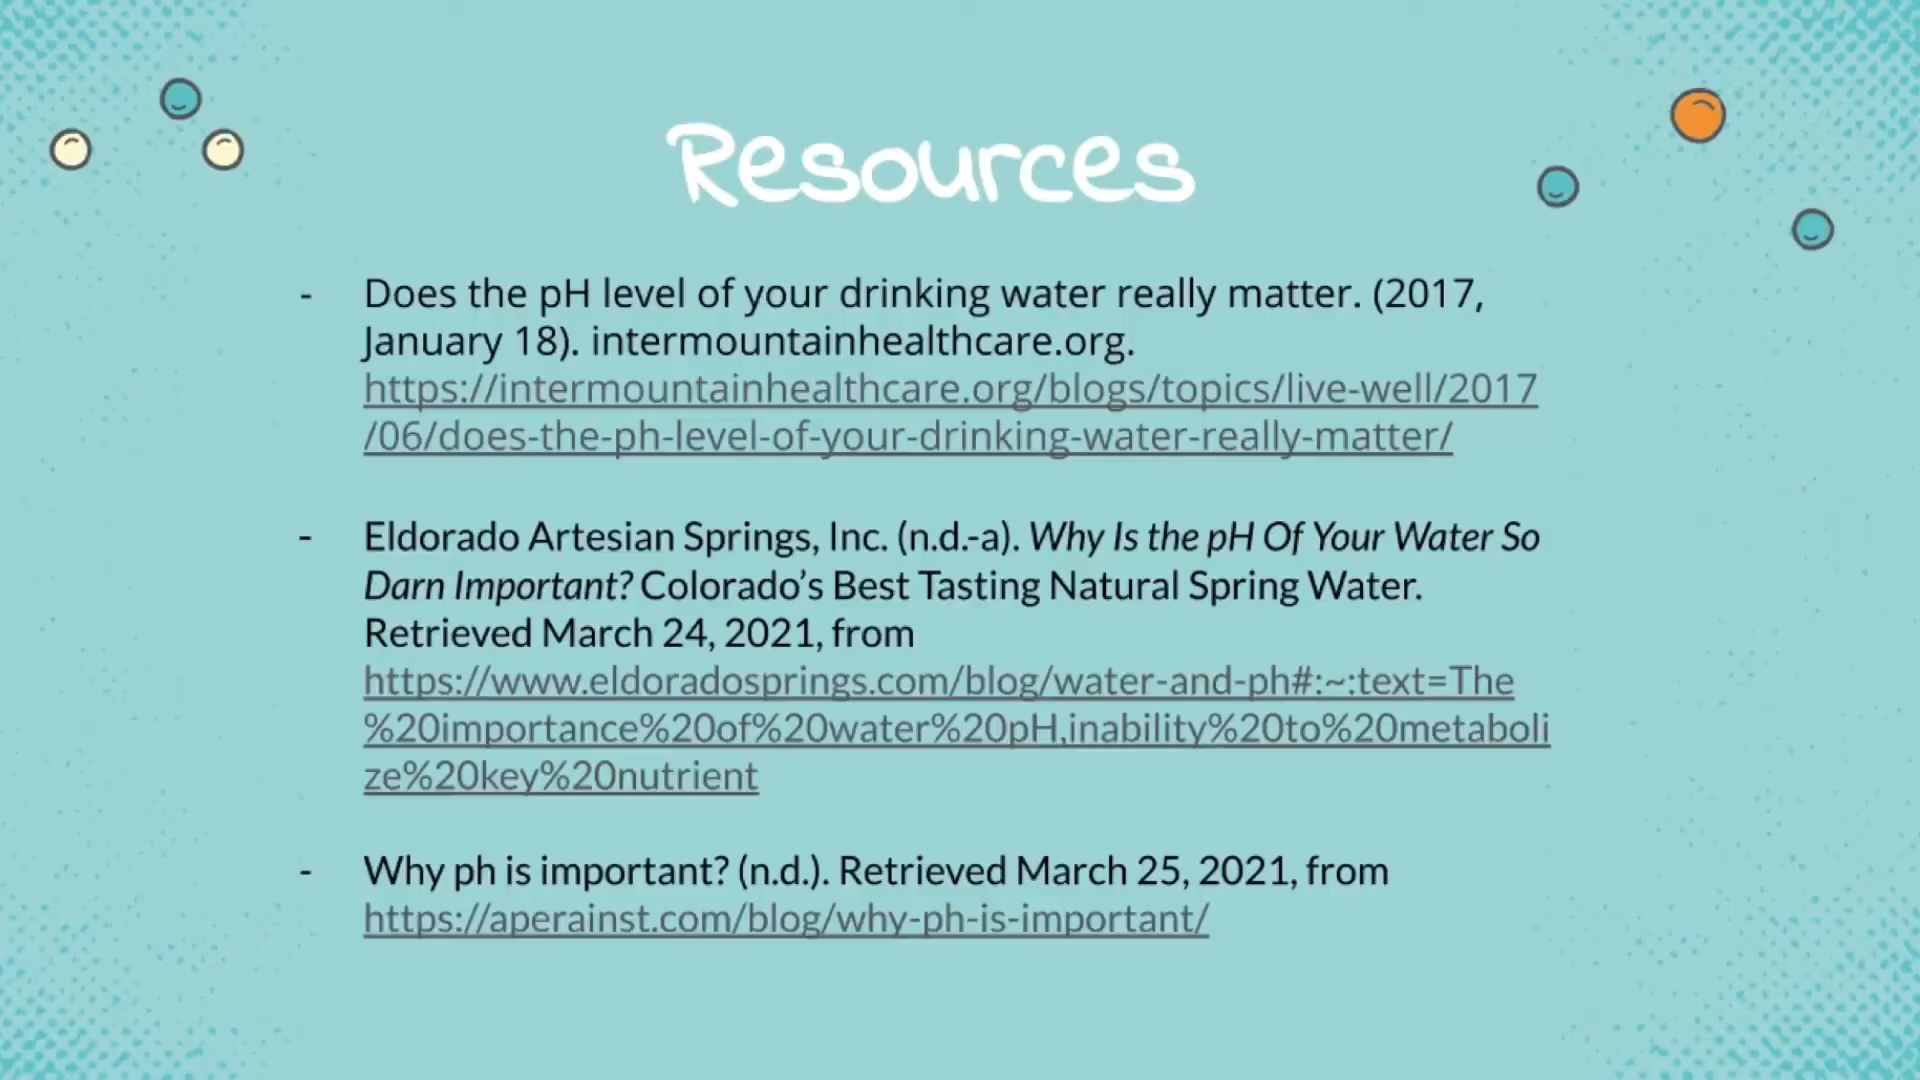 Resources
- Does the pH level of your drinking water really matter. (2017,
January 18). intermountainhealthcare.org.
https://intermountainhealthcare.org/blogs/topics/live-well/2017
/06/does-the-ph-level-of-your-drinking-water-really-matter/
- Eldorado Artesian Springs, Inc. (n.d.-a). Why Is the pH Of Your Water So
Darn Important? Colorado’s Best Tasting Natural Spring Water.
Retrieved March 24, 2021, from
https://www.eldoradosprings.com/blog/water-and-ph#:~:text=The
%20importance%20of%20water%20pH,inability%20to%20metaboli
ze%20key%20nutrient
- Why ph is important? (n.d.). Retrieved March 25, 2021, from
https://aperainst.com/blog/why-ph-is-important/